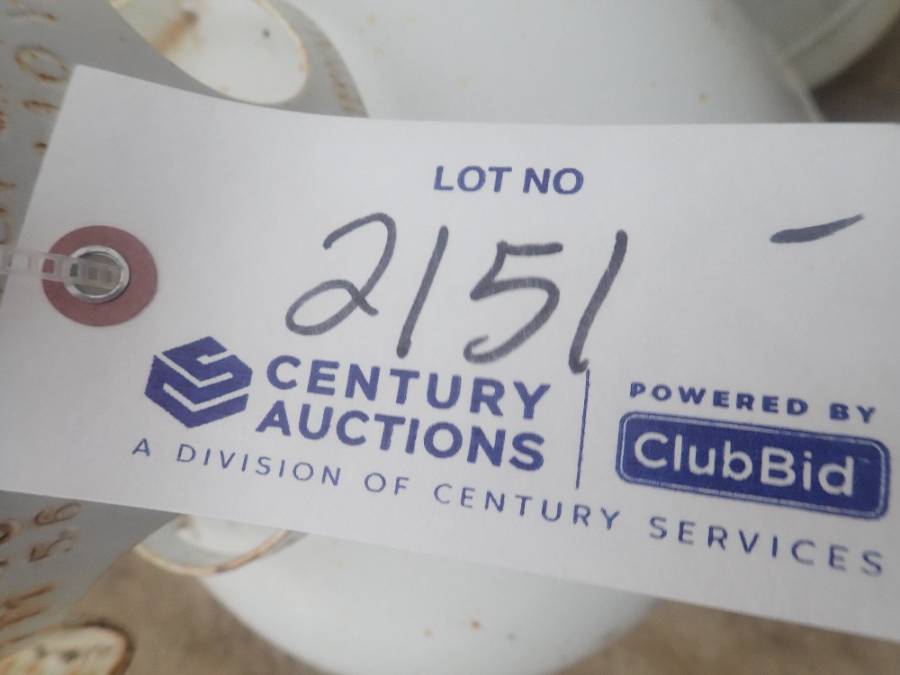 LOT NO
2151 -
CENTURY
AUCTIONS
A DIVISION OF CENTURY SERVICES
POWERED BY
ClubBid